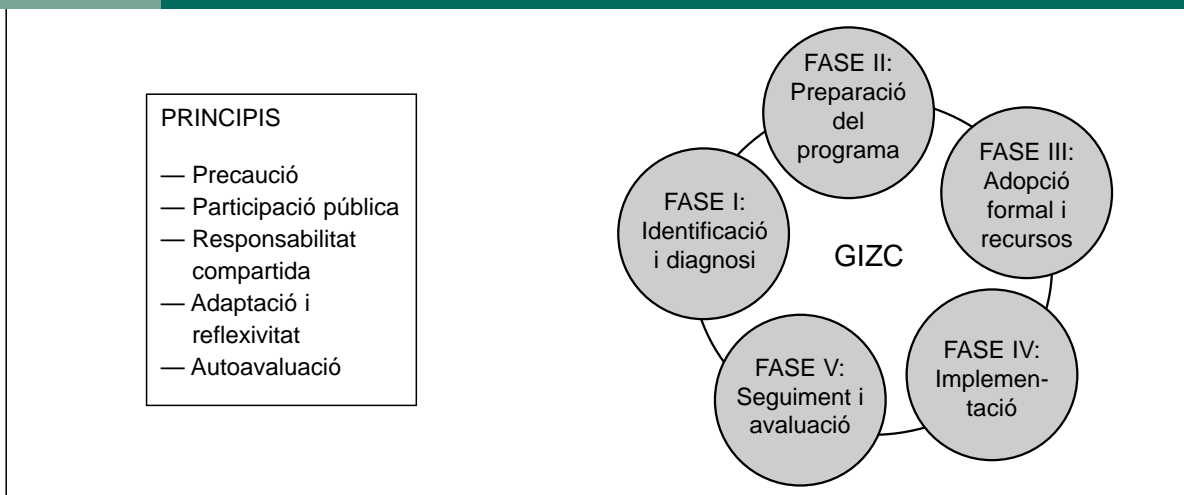 PRINCIPIS
— Precaució
— Participació pública
— Responsabilitat
compartida
— Adaptació i
reflexivitat
— Autoavaluació
FASE I:
Identificació
i diagnosi
FASE II:
Preparació
del
programa
FASE III:
Adopció
formal i
recursos
GIZC
FASE IV:
Implemen-
tació
FASE V:
Seguiment i
avaluació